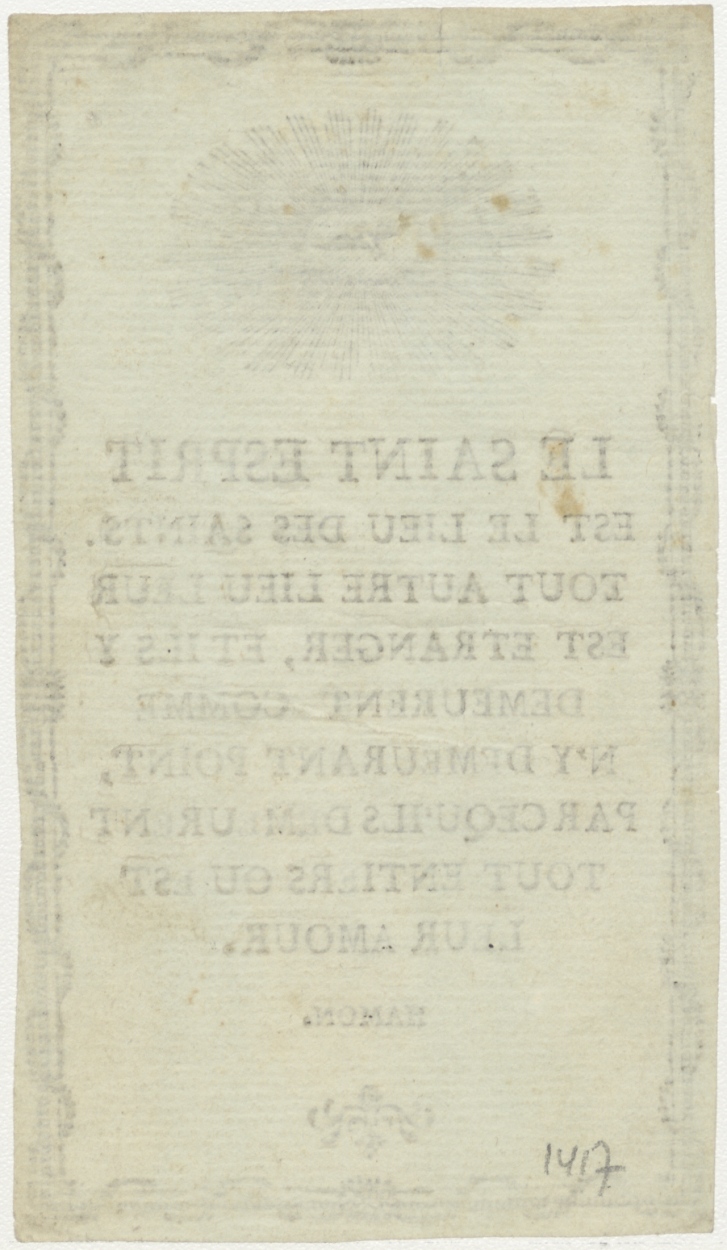 LE SAINT ESPRIT
EST LE LIEU DES SAINTS.
TOUT AUTRE LIEU LEUR
EST ETRANGER, ET ILS Y
DEMEURENT COMME
N'Y DEMEURANT POINT,
PARCEQU'ILS DEMEURENT
TOUT ENTIERS OU EST
LEUR AMOUR.
HAMON.
1417